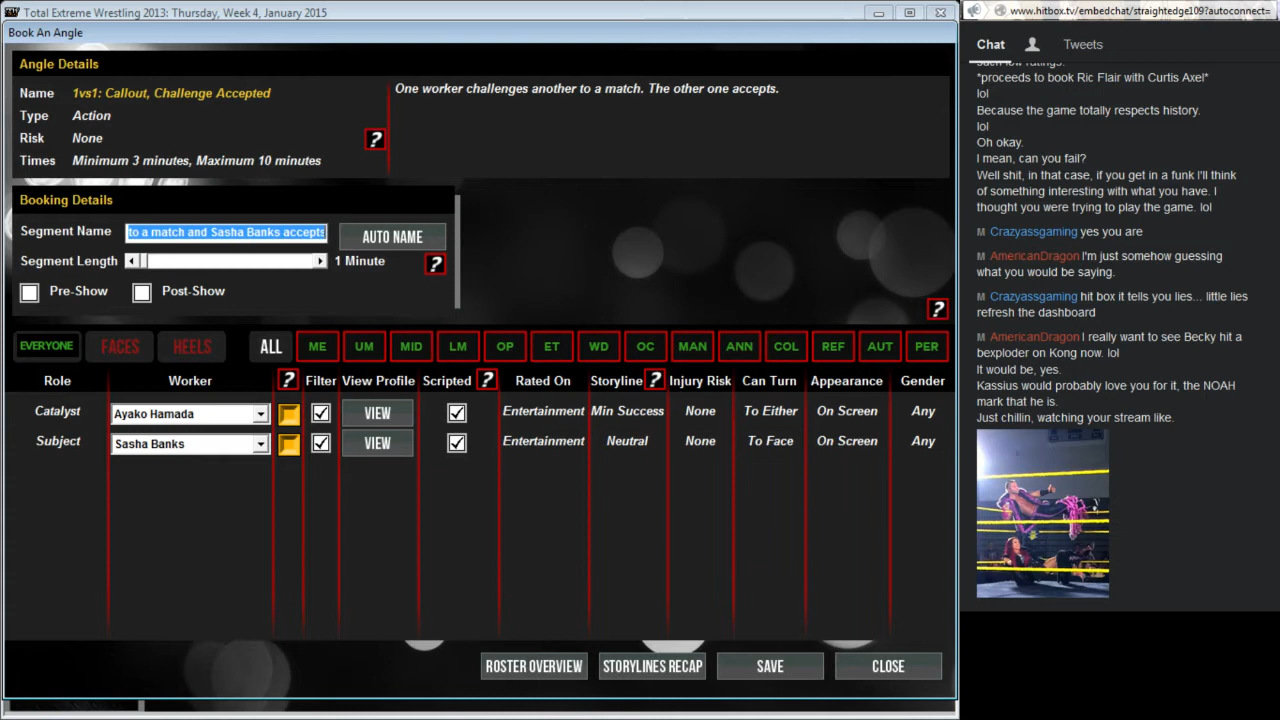 Total Extreme Wrestling 2013: Thursday, Week 4, January 2015
Book An Angle
Angle Details
Name 1vs1: Callout, Challenge Accepted
Type Action
Risk None
Times Minimum 3 minutes, Maximum 10 minutes
?
One worker challenges another to a match. The other one accepts.
Booking Details
Segment Name to a match and Sasha Banks accepts AUTO NAME
Segment Length 1 Minute ?
Pre-Show Post-Show
?
EVERYONE FACES HEELS ALL ME UM MID LM OP ET WD OC MAN ANN COL REF AUT PER
Role Worker ? Filter View Profile Scripted ? Rated On Storyline ? Injury Risk Can Turn Appearance Gender
Catalyst Ayako Hamada VIEW Entertainment Min Success None To Either On Screen Any
Subject Sasha Banks VIEW Entertainment Neutral None To Face On Screen Any
ROSTER OVERVIEW STORYLINES RECAP SAVE CLOSE
www.hitbox.tv/embedchat/straightedge109?autoconnect=
Chat Tweets
such low ratings.
*proceeds to book Ric Flair with Curtis Axel*
lol
Because the game totally respects history.
lol
Oh okay.
I mean, can you fail?
Well shit, in that case, if you get in a funk I'll think
of something interesting with what you have. I
thought you were trying to play the game. lol
M Crazyassgaming yes you are
M AmericanDragon I'm just somehow guessing
what you would be saying.
M Crazyassgaming hit box it tells you lies... little lies
refresh the dashboard
M AmericanDragon I really want to see Becky hit a
bexploder on Kong now. lol
It would be, yes.
Kassius would probably love you for it, the NOAH
mark that he is.
Just chillin, watching your stream like.